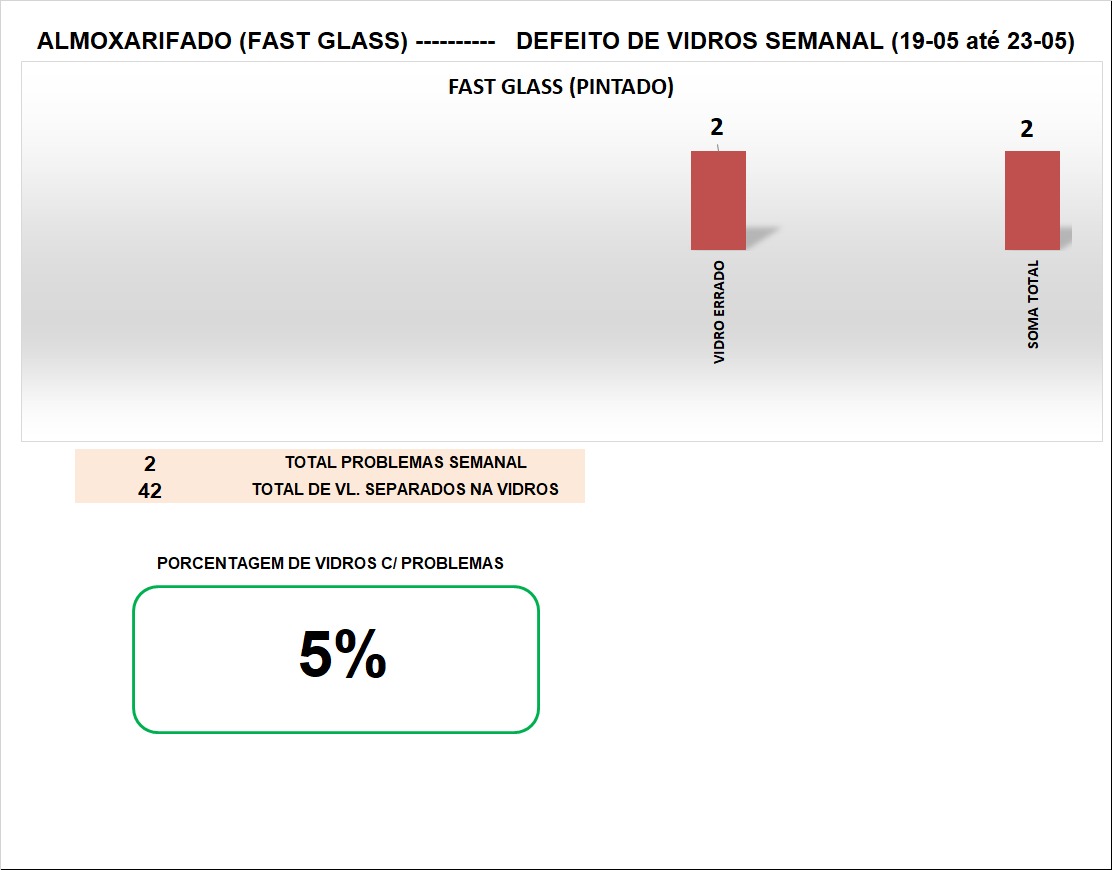 ALMOXARIFADO (FAST GLASS) ---------- DEFEITO DE VIDROS SEMANAL (19-05 até 23-05)
FAST GLASS (PINTADO)
2
2
VIDRO ERRADO
SOMA TOTAL
2 TOTAL PROBLEMAS SEMANAL
42 TOTAL DE VL. SEPARADOS NA VIDROS
PORCENTAGEM DE VIDROS C/ PROBLEMAS
5%